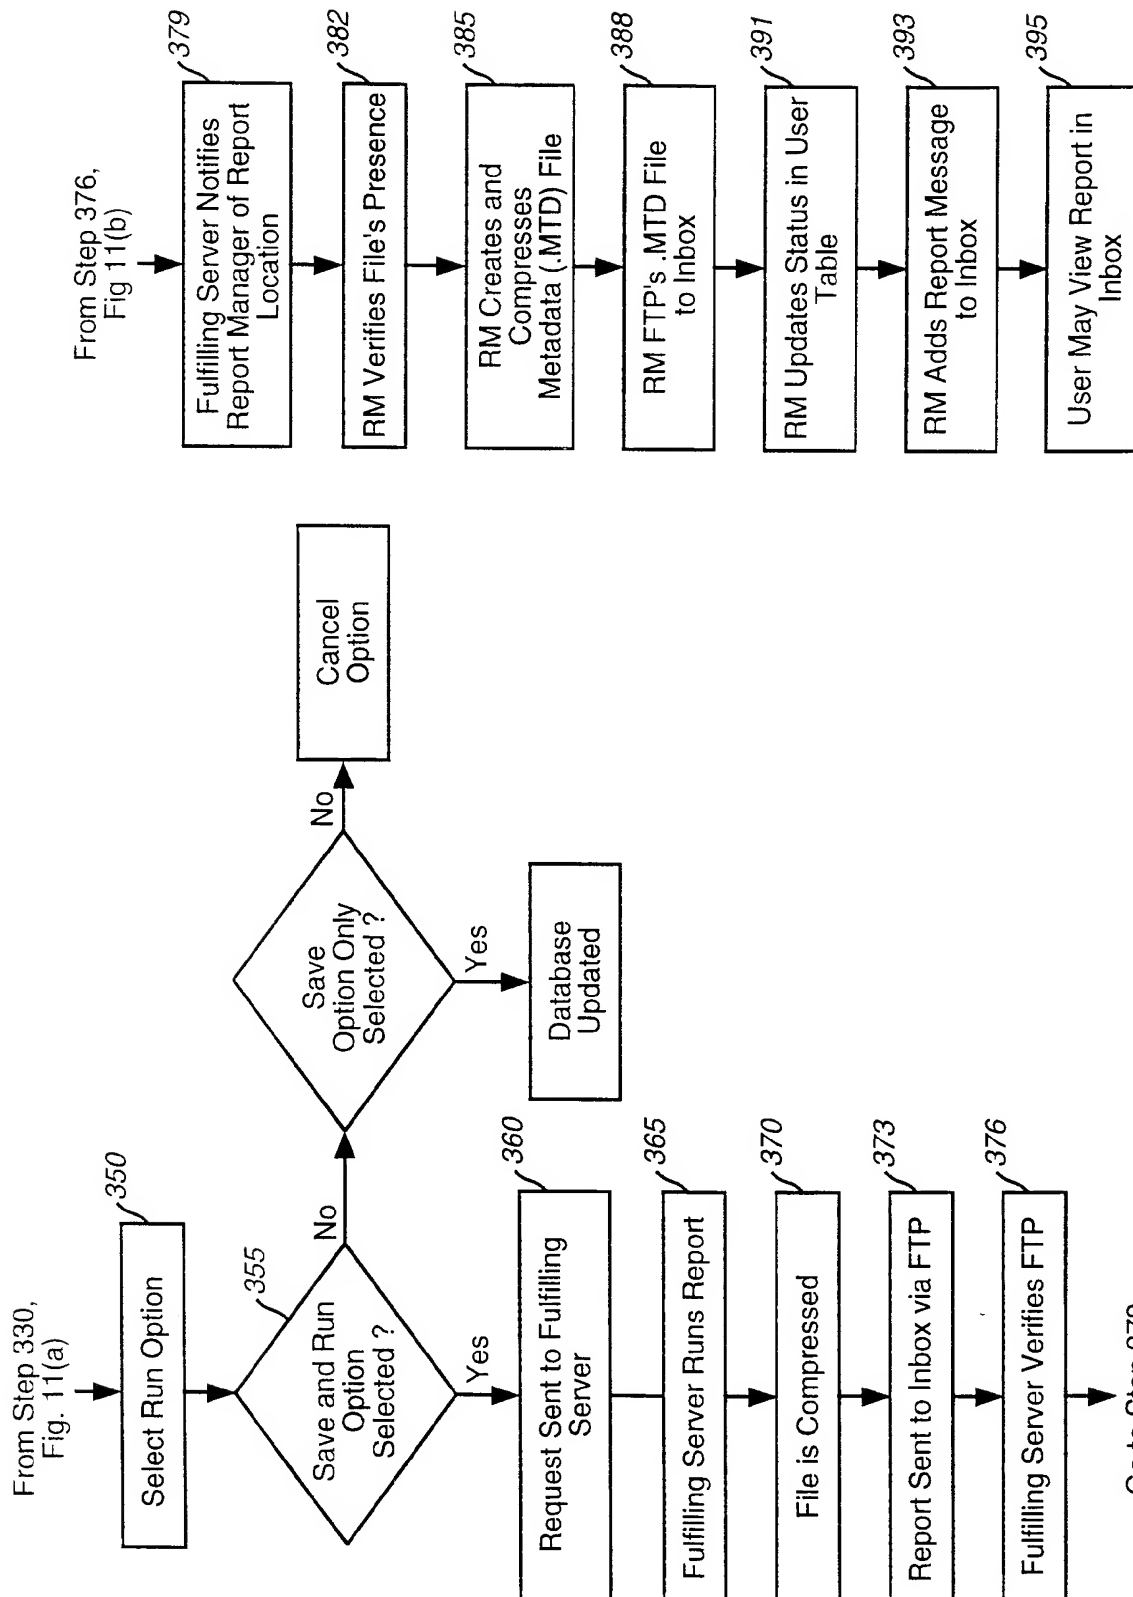 From Step 330,
Fig. 11(a)
350
Select Run Option
355
Save and Run
Option
Selected ?
No
Yes
Save
Option Only
Selected ?
No
Cancel
Option
Yes
Database
Updated
360
Request Sent to Fulfilling
Server
365
Fulfilling Server Runs Report
370
File is Compressed
373
Report Sent to Inbox via FTP
376
Fulfilling Server Verifies FTP
Go to Step
From Step 376,
Fig 11(b)
379
Fulfilling Server Notifies
Report Manager of Report
Location
382
RM Verifies File's Presence
385
RM Creates and
Compresses
Metadata (.MTD) File
388
RM FTP's .MTD File
to Inbox
391
RM Updates Status in User
Table
393
RM Adds Report Message
to Inbox
395
User May View Report in
Inbox